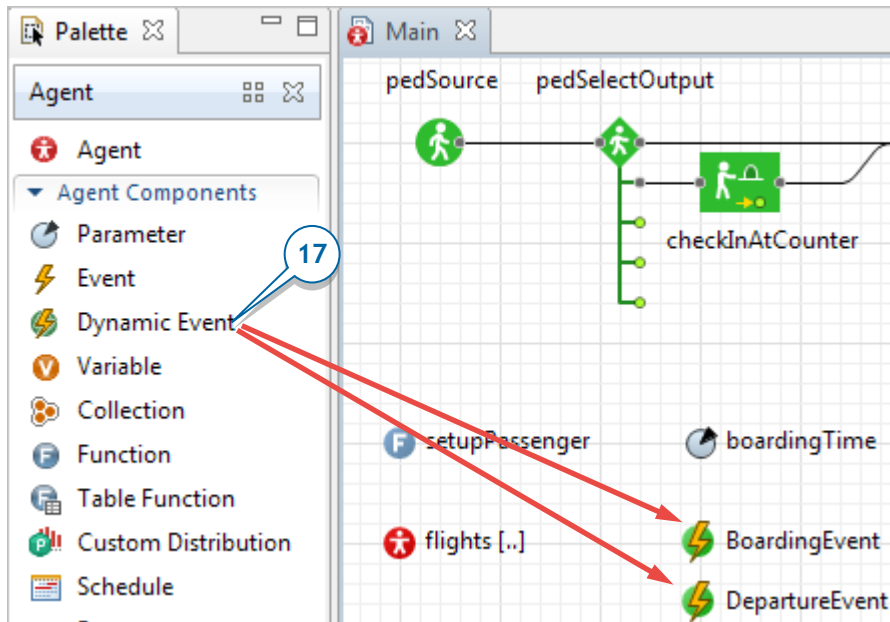 Palette
Main
Agent
Agent
Agent Components
Parameter
Event
Dynamic Event
Variable
Collection
Function
Table Function
Custom Distribution
Schedule
17
pedSource
pedSelectOutput
checkInAtCounter
setupPassenger
boardingTime
flights [..]
BoardingEvent
DepartureEvent